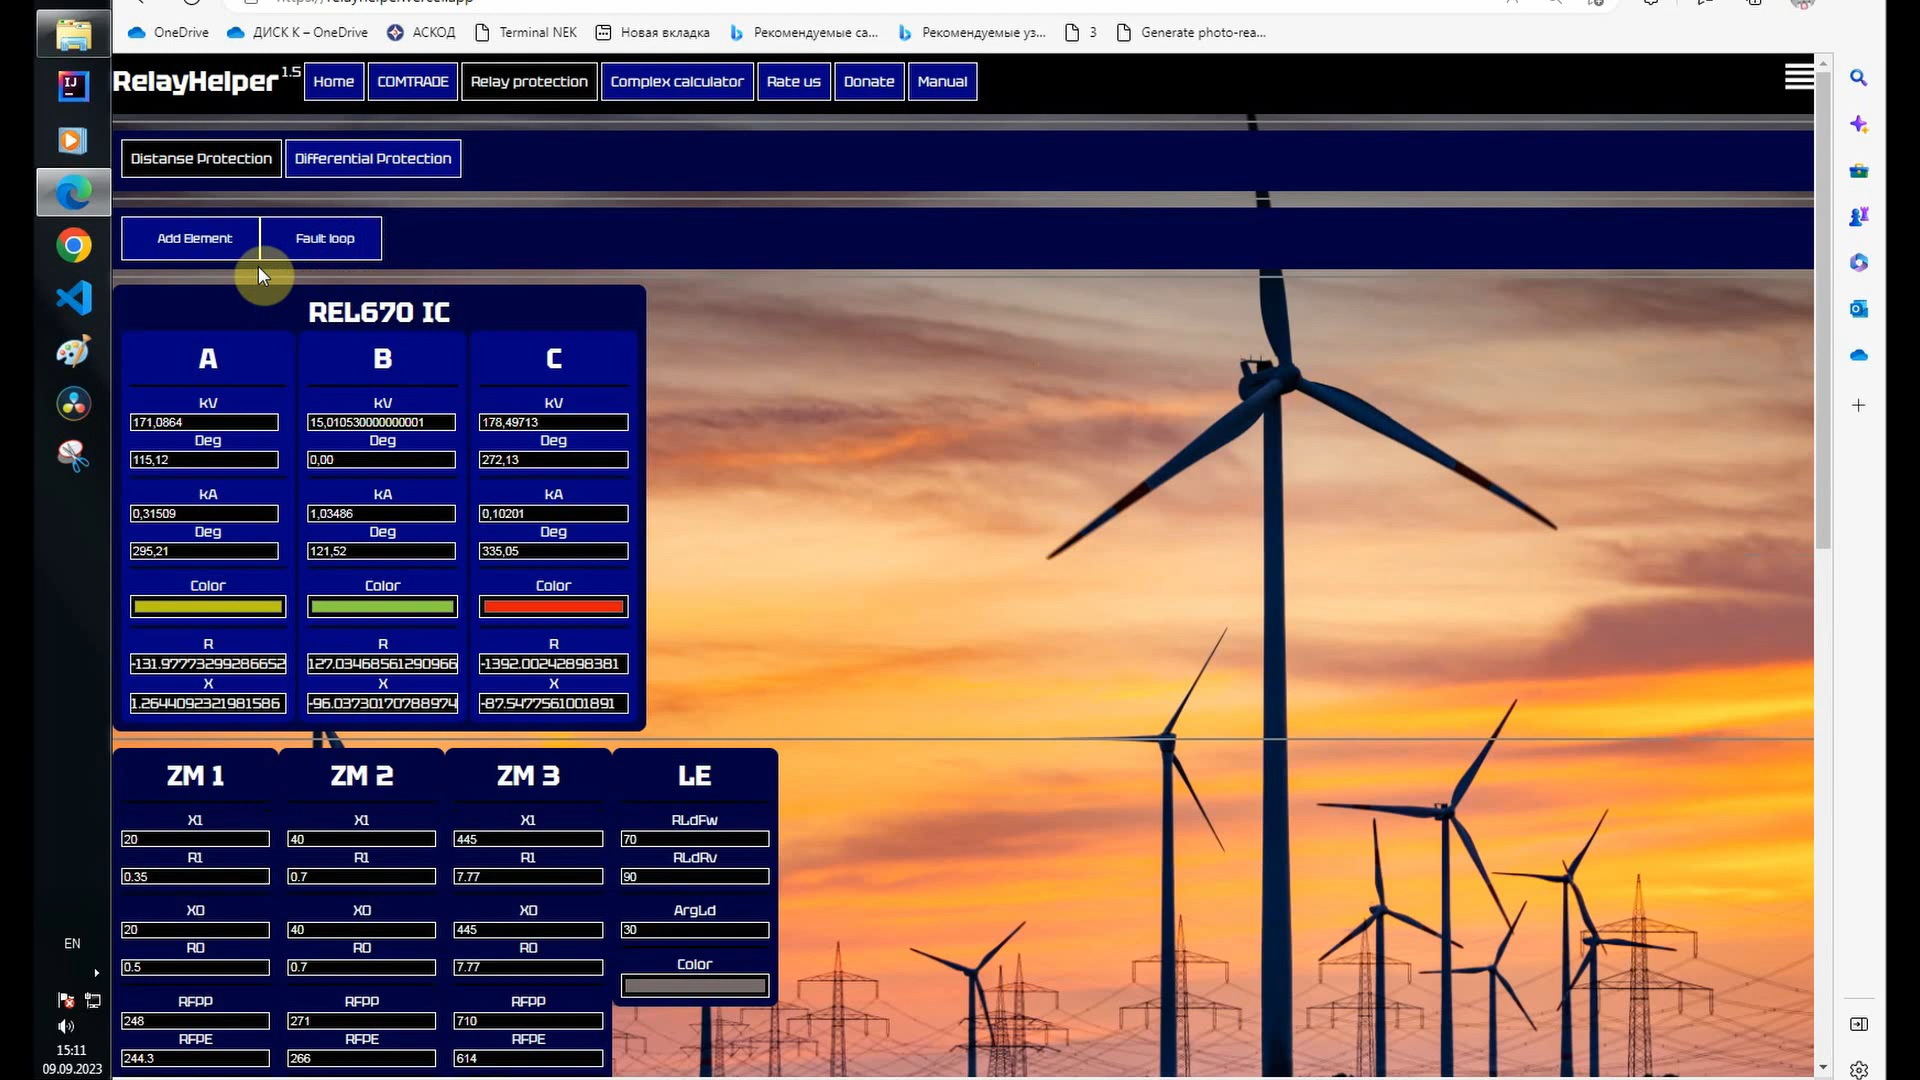 OneDrive ДИСК K – OneDrive АСКОД Terminal NEK Новая вкладка Рекомендуемые са... Рекомендуемые уз... 3 Generate photo-rea...
RelayHelper 1.5 Home COMTRADE Relay protection Complex calculator Rate us Donate Manual
Distanse Protection Differential Protection
Add Element Fault loop
REL670 IC
A B C
kV kV kV
171,0864 15,010530000000001 178,49713
Deg Deg Deg
115,12 0,00 272,13
kA kA kA
0,31509 1,03486 0,10201
Deg Deg Deg
295,21 121,52 335,05
Color Color Color
R R R
-131.97773299286652 127.03468561290966 -1392.00242898381
X X X
1.2644092321981586 -96.03730170788974 -87.5477561001891
ZM 1 ZM 2 ZM 3 LE
X1 X1 X1 RLdFw
20 40 445 70
R1 R1 R1 RLdRv
0.35 0.7 7.77 90
X0 X0 X0 ArgLd
20 40 445 30
R0 R0 R0 Color
0.5 0.7 7.77
RFPP RFPP RFPP
248 271 710
RFPE RFPE RFPE
244.3 266 614
EN
15:11
09.09.2023